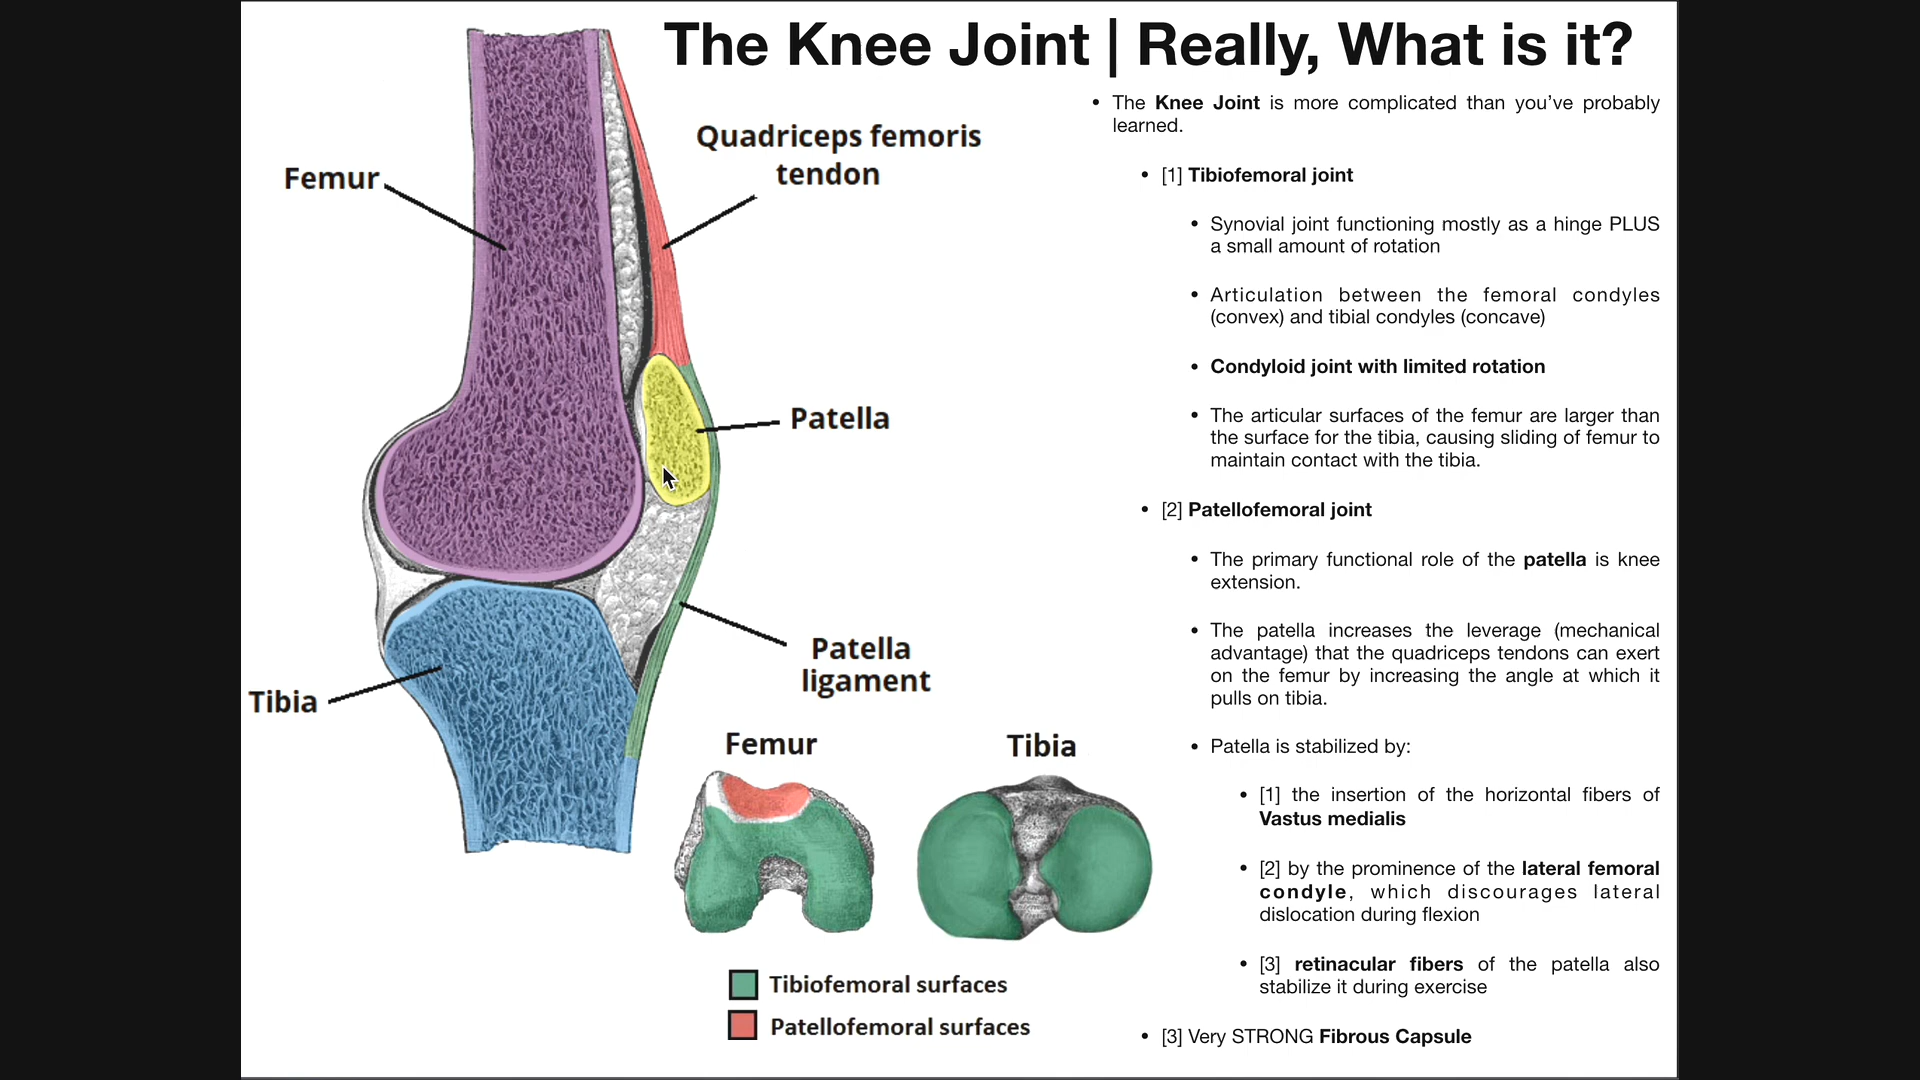 The Knee Joint | Really, What is it?
Quadriceps femoris
tendon
Femur
Patella
Patella
ligament
Tibia
Femur
Tibia
Tibiofemoral surfaces
Patellofemoral surfaces
• The Knee Joint is more complicated than you’ve probably
learned.
• [1] Tibiofemoral joint
• Synovial joint functioning mostly as a hinge PLUS
a small amount of rotation
• Articulation between the femoral condyles
(convex) and tibial condyles (concave)
• Condyloid joint with limited rotation
• The articular surfaces of the femur are larger than
the surface for the tibia, causing sliding of femur to
maintain contact with the tibia.
• [2] Patellofemoral joint
• The primary functional role of the patella is knee
extension.
• The patella increases the leverage (mechanical
advantage) that the quadriceps tendons can exert
on the femur by increasing the angle at which it
pulls on tibia.
• Patella is stabilized by:
• [1] the insertion of the horizontal fibers of
Vastus medialis
• [2] by the prominence of the lateral femoral
condyle, which discourages lateral
dislocation during flexion
• [3] retinacular fibers of the patella also
stabilize it during exercise
• [3] Very STRONG Fibrous Capsule